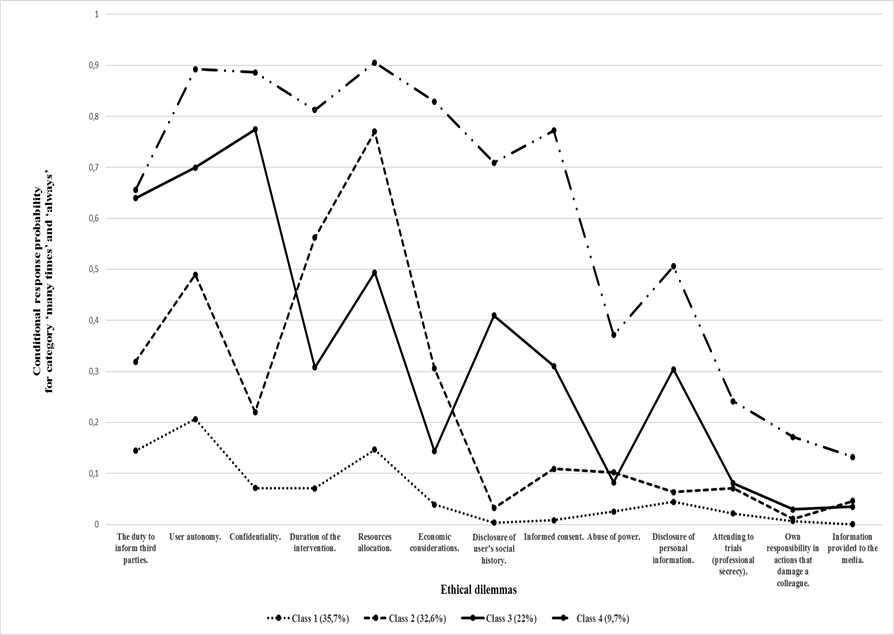 1
0,9
0,8
0,7
0,6
0,5
0,4
0,3
0,2
0,1
0
Conditional response probability
for category ‘many times’ and ‘always’
The duty to
inform third
parties.
User autonomy.
Confidentiality.
Duration of the
intervention.
Resources
allocation.
Economic
considerations.
Disclosure of
user’s social
history.
Informed consent.
Abuse of power.
Disclosure of
personal
information.
Attending to
trials
(professional
secrecy).
Own
responsibility in
actions that
damage a
colleague.
Information
provided to the
media.
Ethical dilemmas
Class 1 (35,7%) Class 2 (32,6%) Class 3 (22%) Class 4 (9,7%)